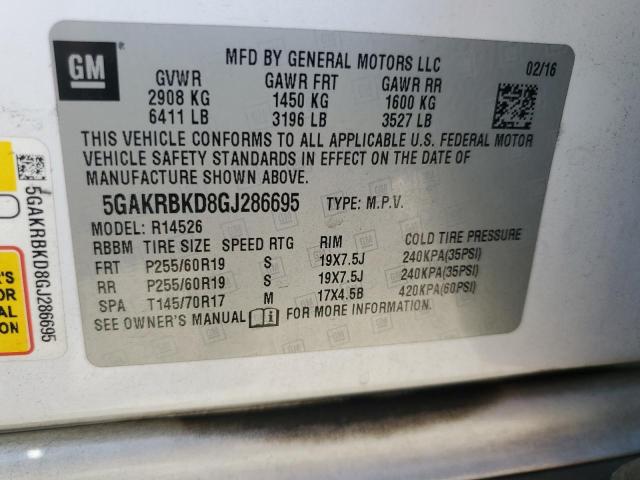 GM
MFD BY GENERAL MOTORS LLC
02/16
GVWR GAWR FRT GAWR RR
2908 KG 1450 KG 1600 KG
6411 LB 3196 LB 3527 LB
THIS VEHICLE CONFORMS TO ALL APPLICABLE U.S. FEDERAL MOTOR
VEHICLE SAFETY STANDARDS IN EFFECT ON THE DATE OF
MANUFACTURE SHOWN ABOVE.
5GAKRBKD8GJ286695 TYPE: M.P.V.
MODEL: R14526
RBBM TIRE SIZE SPEED RTG RIM COLD TIRE PRESSURE
FRT P255/60R19 S 19X7.5J 240KPA(35PSI)
RR P255/60R19 S 19X7.5J 240KPA(35PSI)
SPA T145/70R17 M 17X4.5B 420KPA(60PSI)
SEE OWNER'S MANUAL FOR MORE INFORMATION.
5GAKRBKD8GJ286695